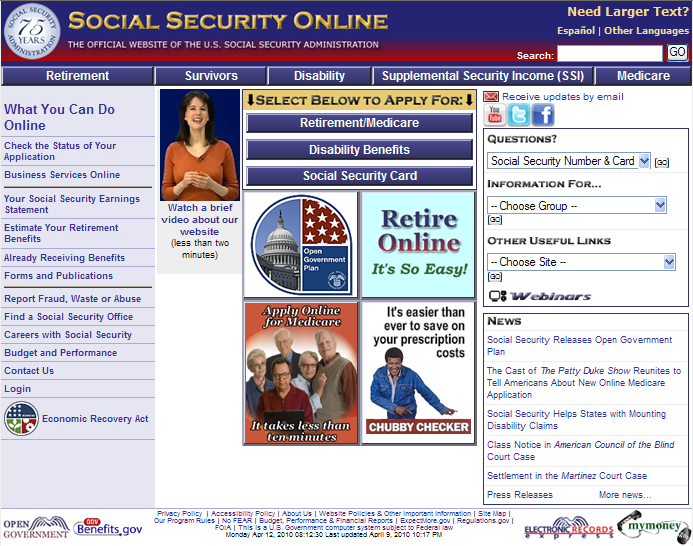 SOCIAL SECURITY ADMINISTRATION
75 YEARS
SOCIAL SECURITY ONLINE
THE OFFICIAL WEBSITE OF THE U.S. SOCIAL SECURITY ADMINISTRATION
Need Larger Text?
Español | Other Languages
Search:
GO
Retirement
Survivors
Disability
Supplemental Security Income (SSI)
Medicare
What You Can Do
Online
Check the Status of Your
Application
Business Services Online
Your Social Security Earnings
Statement
Estimate Your Retirement
Benefits
Already Receiving Benefits
Forms and Publications
Report Fraud, Waste or Abuse
Find a Social Security Office
Careers with Social Security
Budget and Performance
Contact Us
Login
Economic Recovery Act
Watch a brief
video about our
website
(less than two
minutes)
SELECT BELOW TO APPLY FOR:
Retirement/Medicare
Disability Benefits
Social Security Card
Open
Government
Plan
Retire
Online
It's So Easy!
Apply Online
for Medicare
It takes less than
ten minutes
It's easier than
ever to save on
your prescription
costs
CHUBBY CHECKER
Receive updates by email
You
Tube
QUESTIONS?
Social Security Number & Card
GO
INFORMATION FOR...
-- Choose Group --
GO
OTHER USEFUL LINKS
-- Choose Site --
GO
Webinars
NEWS
Social Security Releases Open Government
Plan
The Cast of The Patty Duke Show Reunites to
Tell Americans About New Online Medicare
Application
Social Security Helps States with Mounting
Disability Claims
Class Notice in American Council of the Blind
Court Case
Settlement in the Martinez Court Case
Press Releases
More news...
OPEN
GOVERNMENT
GOV
Benefits.gov
Privacy Policy | Accessibility Policy | About Us | Website Policies & Other Important Information | Site Map |
Our Program Rules | No FEAR | Budget, Performance & Financial Reports | ExpectMore.gov | Regulations.gov |
FOIA | This is a U.S. Government computer system subject to Federal law
Monday Apr 12, 2010 08:12:30 Last updated April 9, 2010 10:17 PM
ELECTRONIC RECORDS
express
mymoney